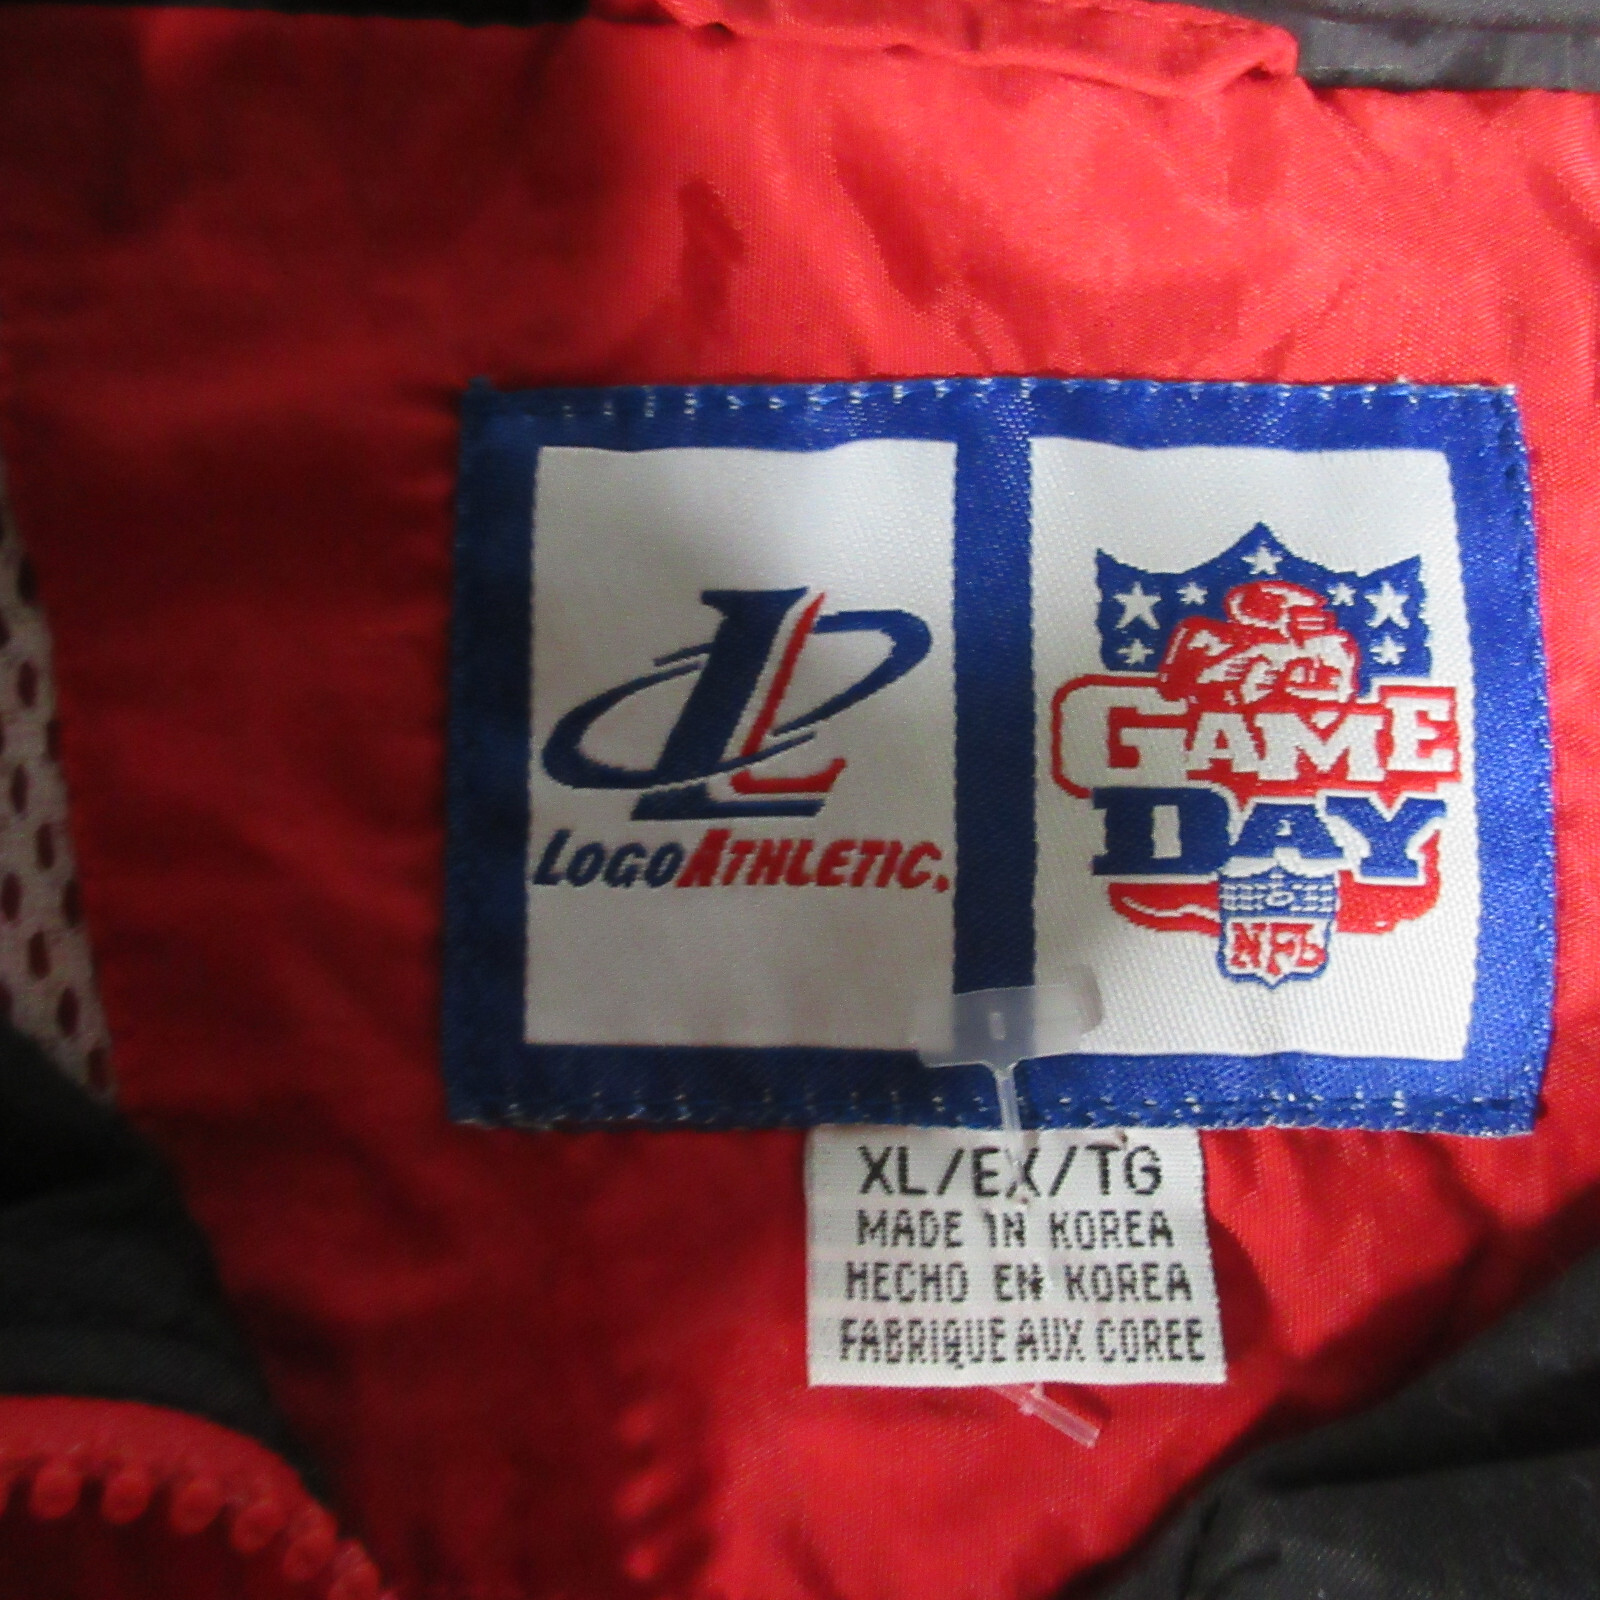 LOGOATHLETIC.
GAME
DAY
NFL
XL/EX/TG
MADE IN KOREA
HECHO EN KOREA
FABRIQUE AUX COREE